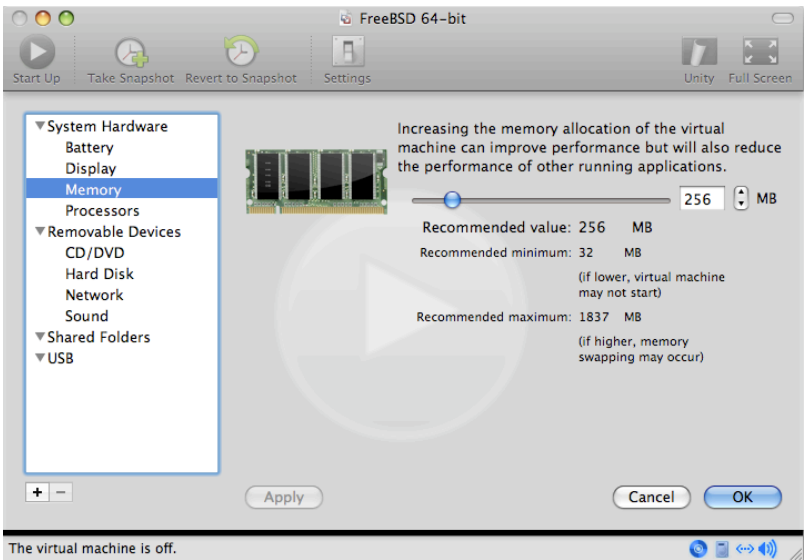 FreeBSD 64-bit
Start Up
Take Snapshot
Revert to Snapshot
Settings
Unity
Full Screen
System Hardware
Battery
Display
Memory
Processors
Removable Devices
CD/DVD
Hard Disk
Network
Sound
Shared Folders
USB
Increasing the memory allocation of the virtual
machine can improve performance but will also reduce
the performance of other running applications.
256 MB
Recommended value: 256 MB
Recommended minimum: 32 MB
(if lower, virtual machine
may not start)
Recommended maximum: 1837 MB
(if higher, memory
swapping may occur)
+ −
Apply
Cancel
OK
The virtual machine is off.